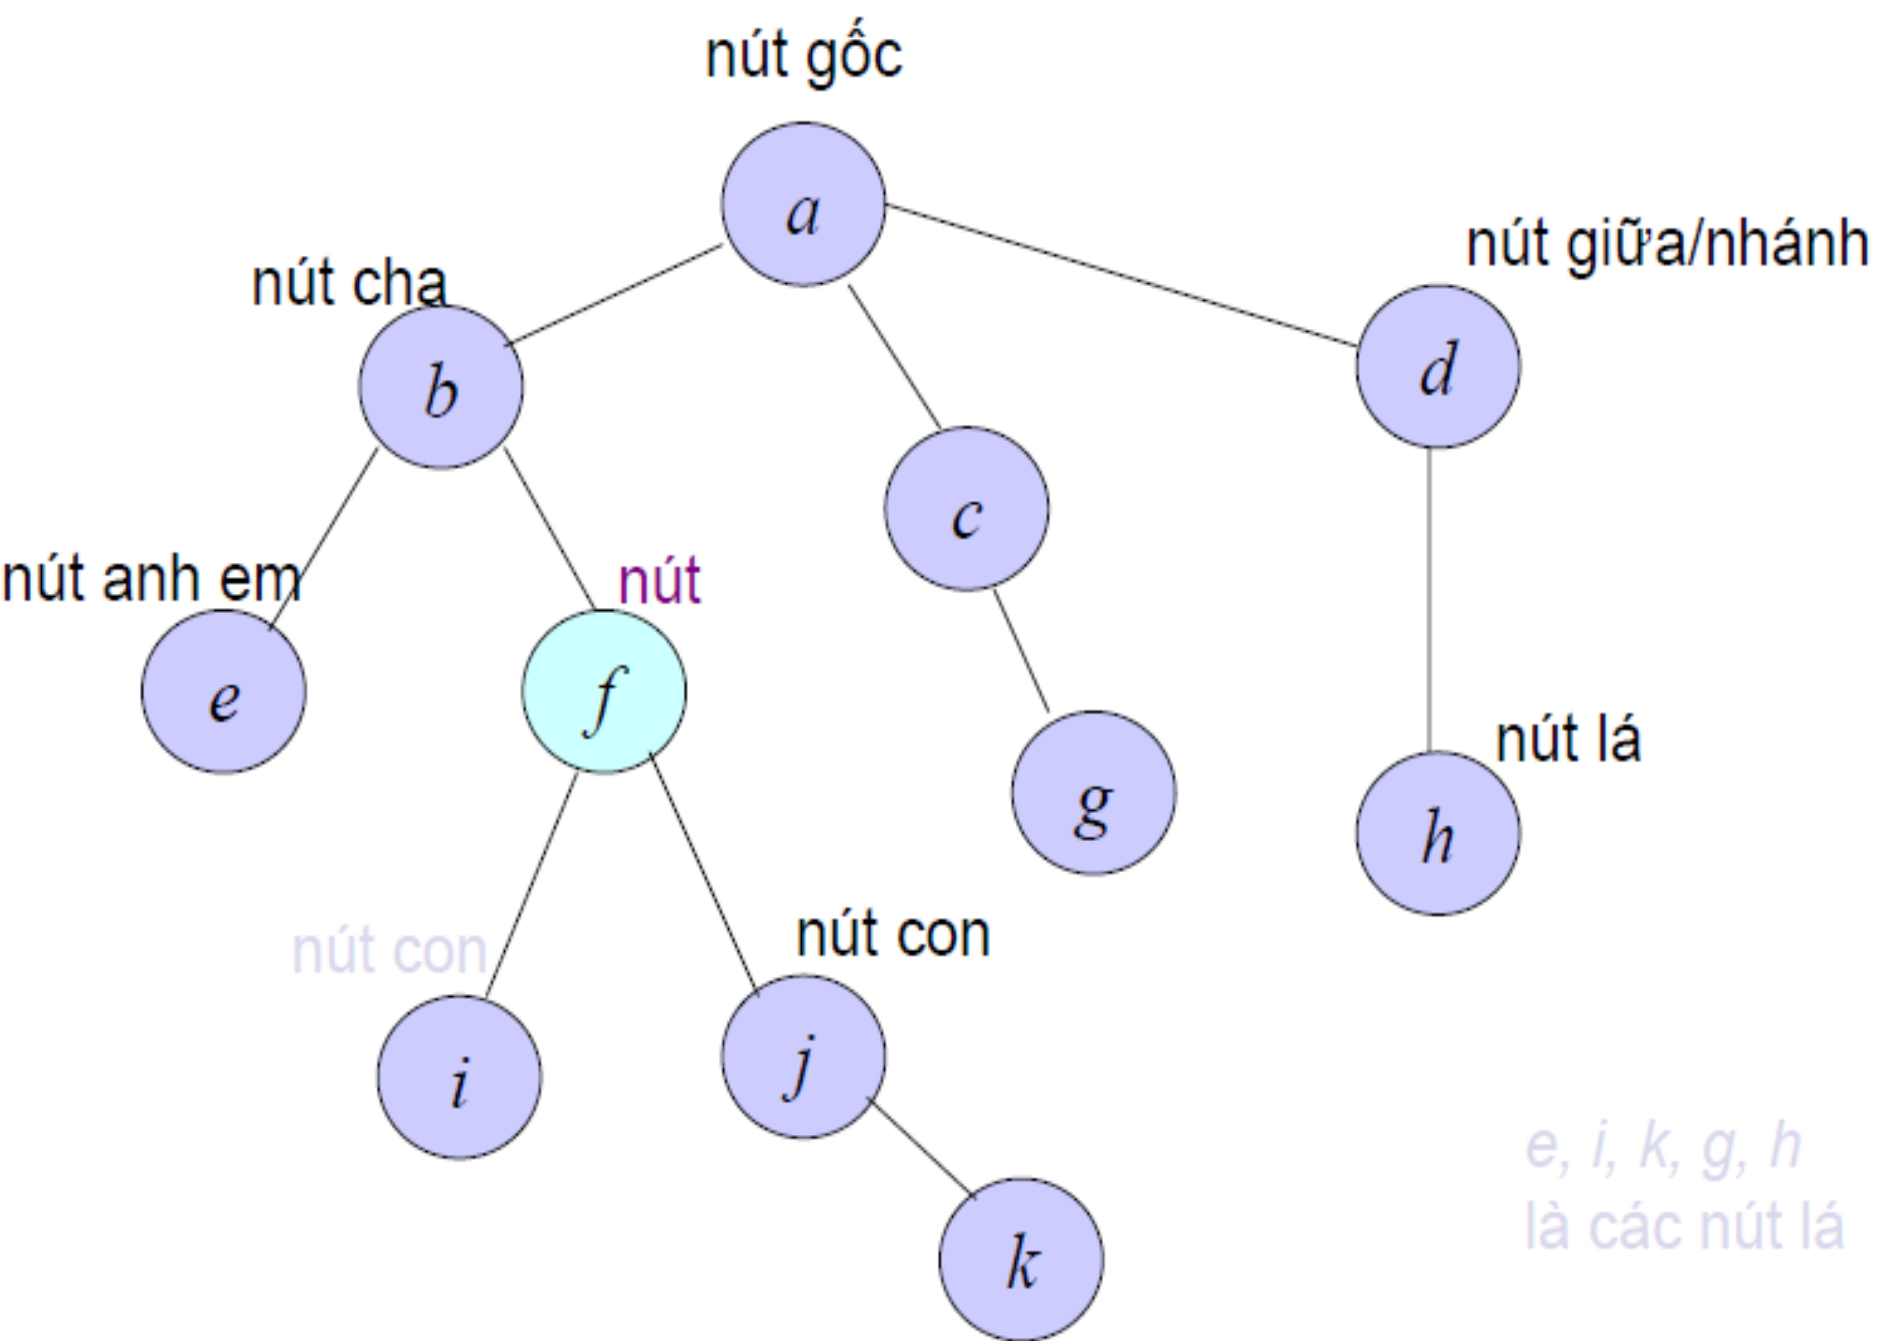 nút gốc
a
nút giữa/nhánh
nút cha
d
b
c
nút anh em
nút
e
f
nút lá
g
h
nút con
nút con
i
j
e, i, k, g, h
là các nút lá
k